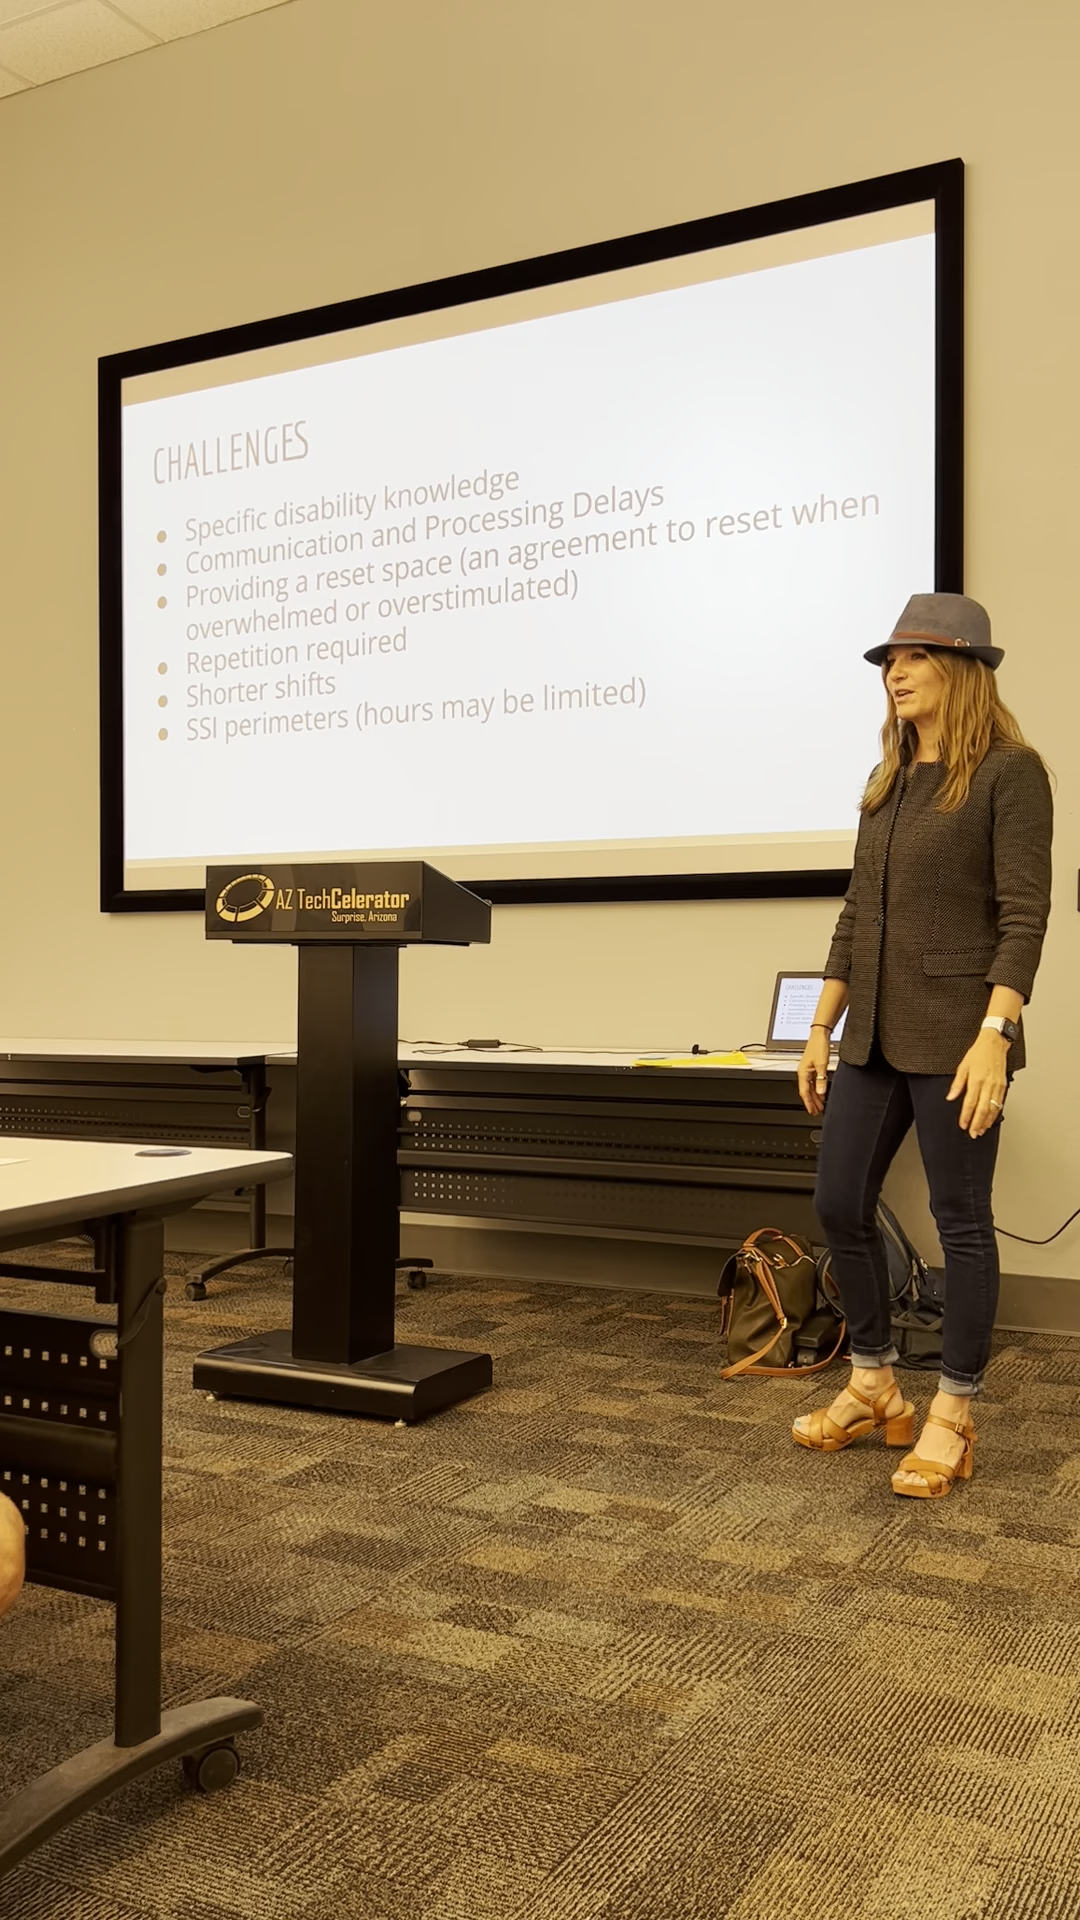 CHALLENGES
● Specific disability knowledge
● Communication and Processing Delays
● Providing a reset space (an agreement to reset when
overwhelmed or overstimulated)
● Repetition required
● Shorter shifts
● SSI perimeters (hours may be limited)
AZ TechCelerator
Surprise, Arizona
CHALLENGES